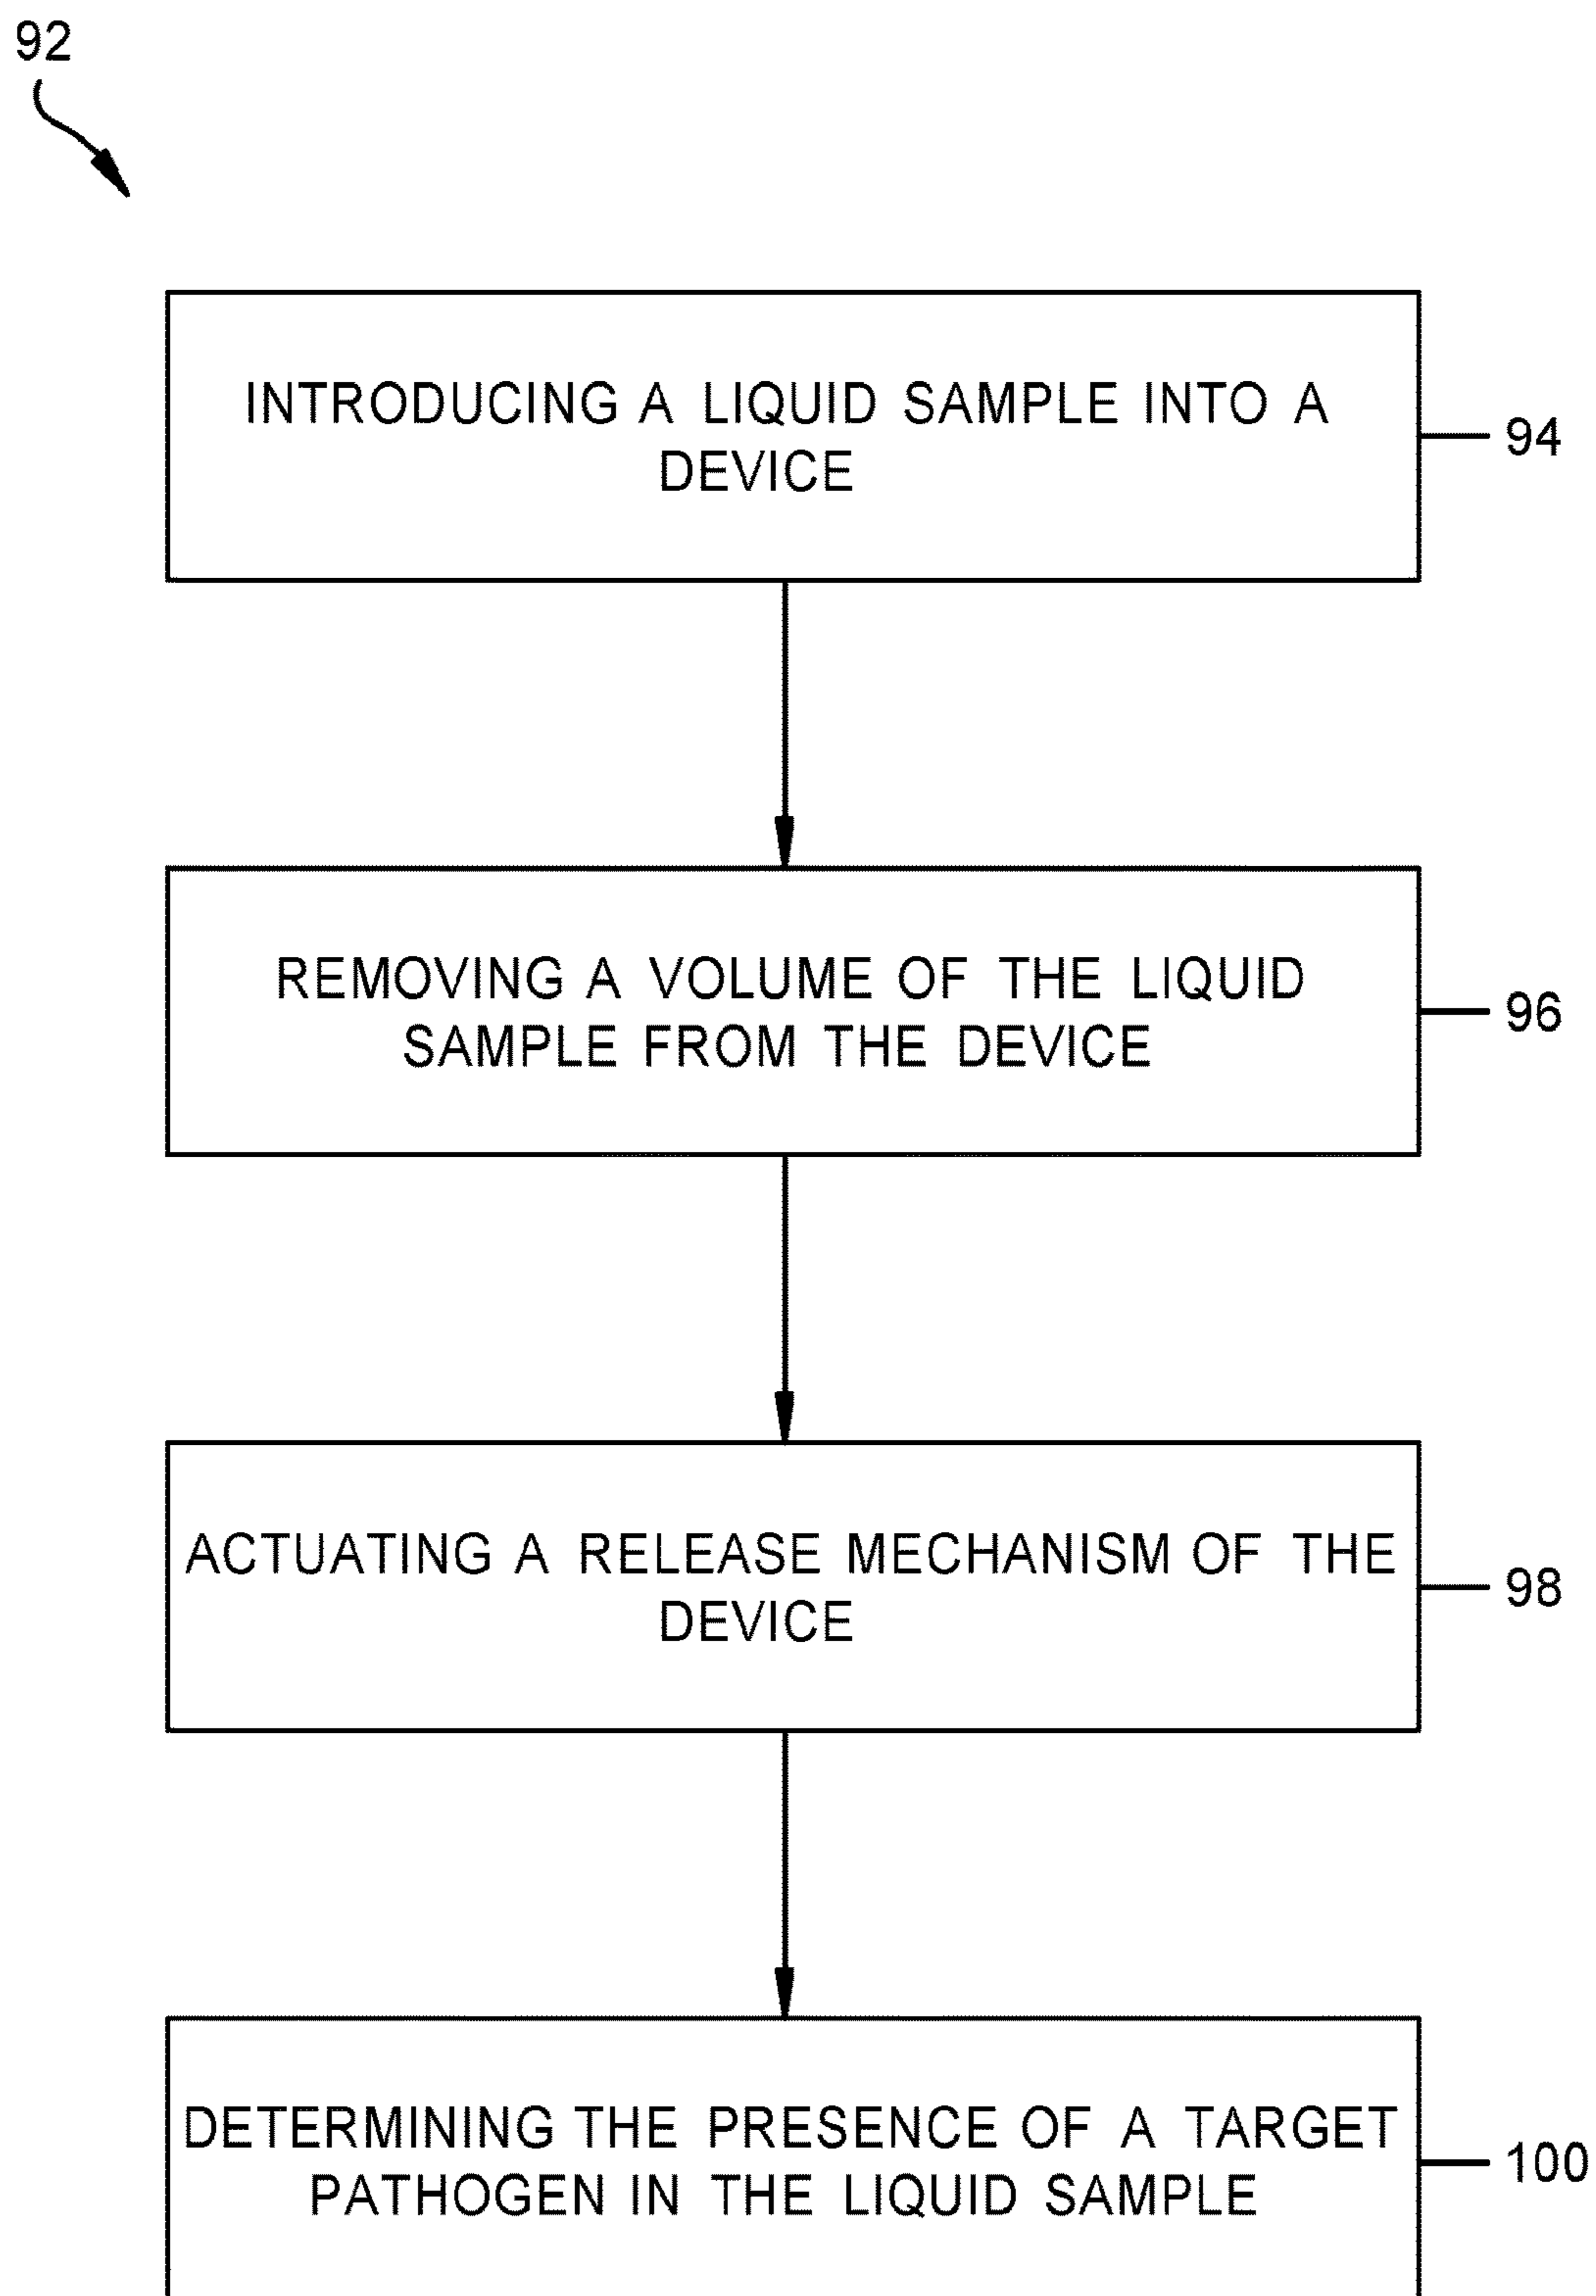 92
INTRODUCING A LIQUID SAMPLE INTO A
DEVICE
94
REMOVING A VOLUME OF THE LIQUID
SAMPLE FROM THE DEVICE
96
ACTUATING A RELEASE MECHANISM OF THE
DEVICE
98
DETERMINING THE PRESENCE OF A TARGET
PATHOGEN IN THE LIQUID SAMPLE
100